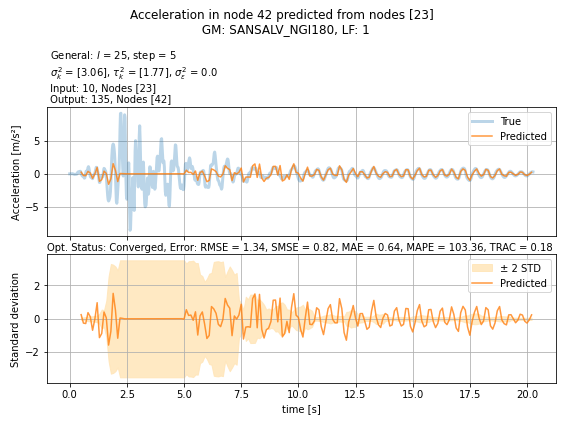 Acceleration in node 42 predicted from nodes [23]
GM: SANSALV_NGI180, LF: 1
General: l = 25, step = 5
σ²ₖ = [3.06], τ²ₖ = [1.77], σ²ε = 0.0
Input: 10, Nodes [23]
Output: 135, Nodes [42]
True
Predicted
5
0
−5
Acceleration [m/s²]
Opt. Status: Converged, Error: RMSE = 1.34, SMSE = 0.82, MAE = 0.64, MAPE = 103.36, TRAC = 0.18
± 2 STD
Predicted
2
0
−2
Standard deviation
0.0 2.5 5.0 7.5 10.0 12.5 15.0 17.5 20.0
time [s]